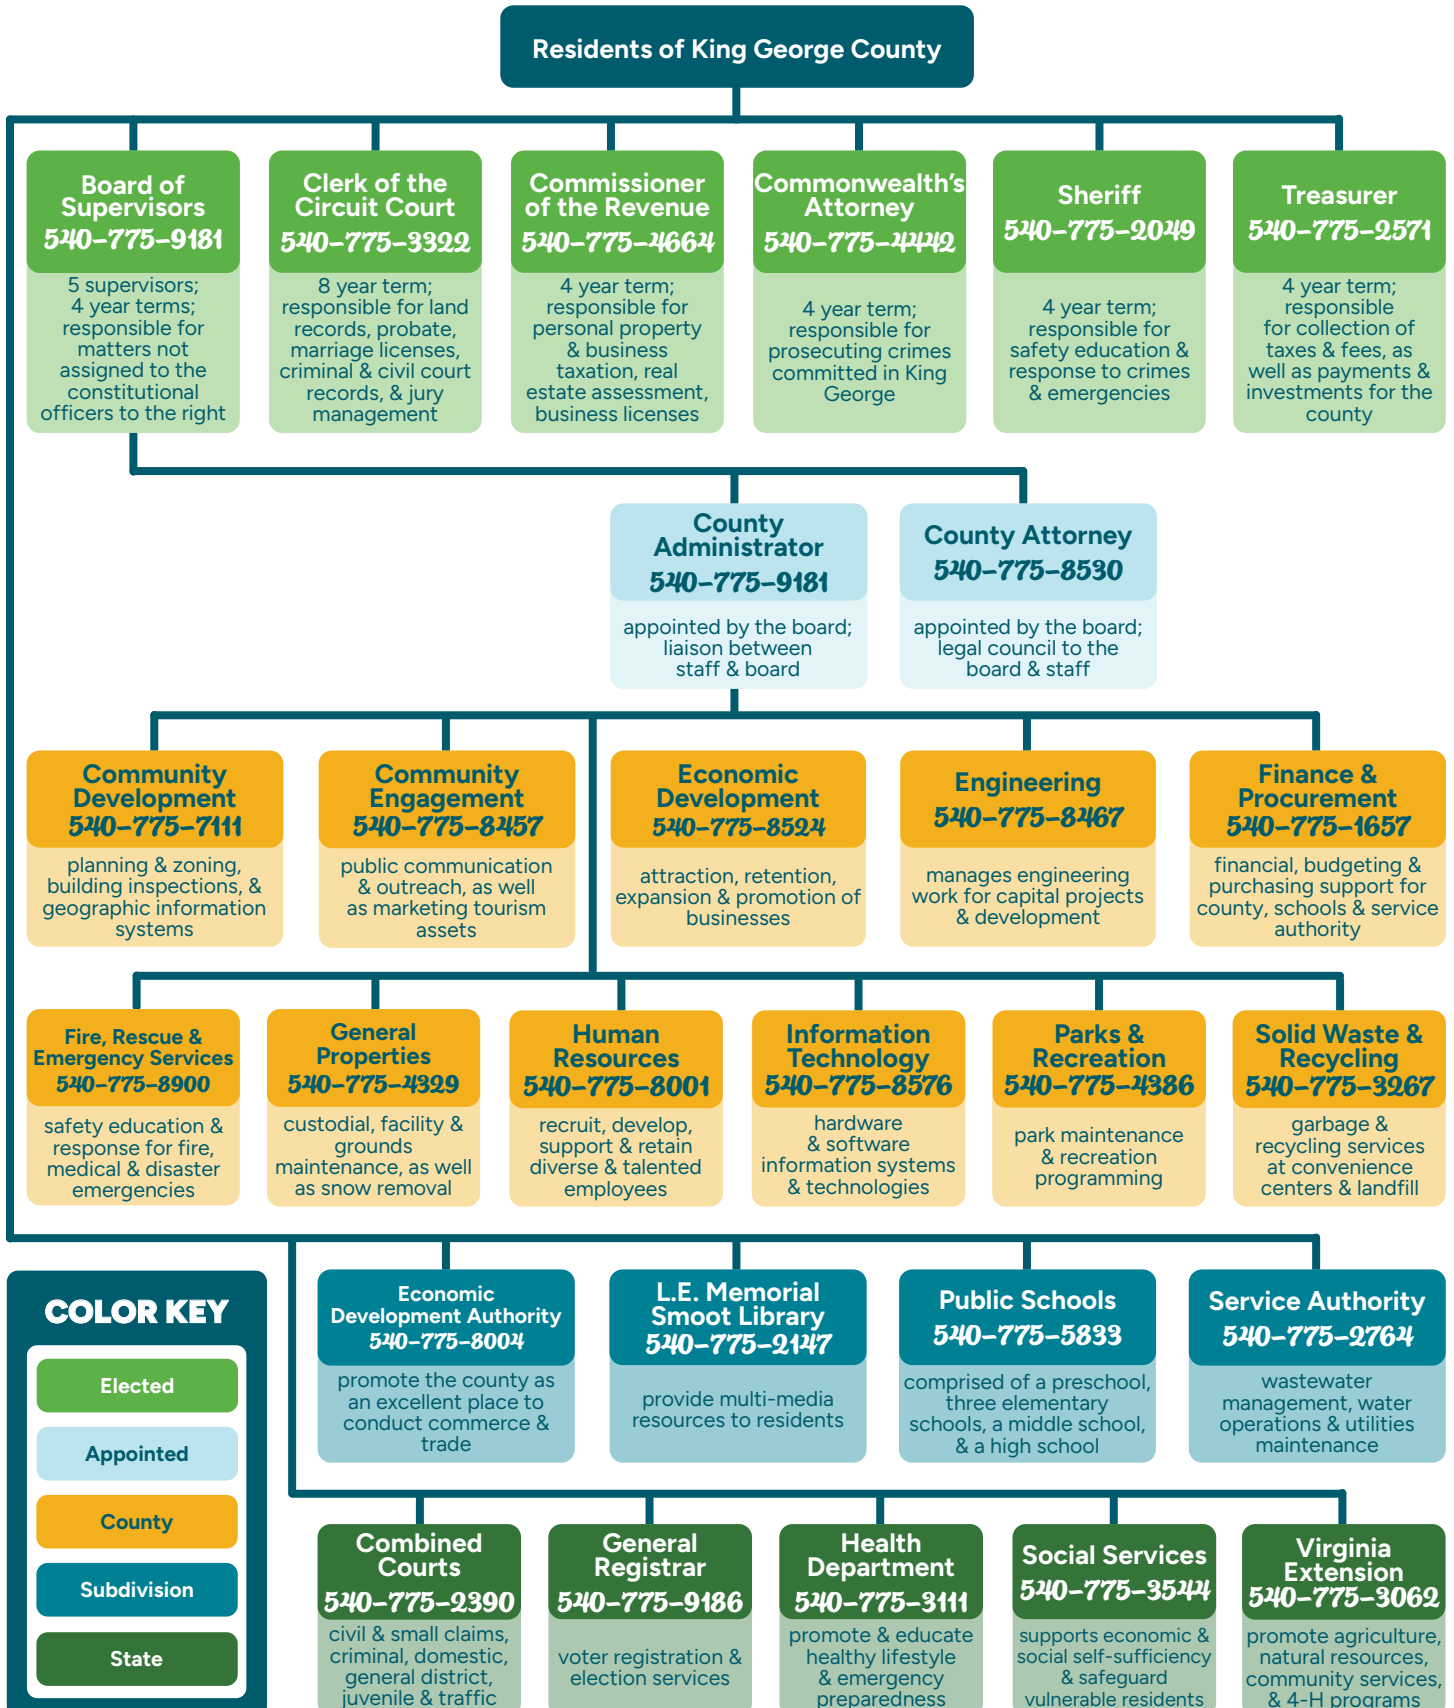 Residents of King George County
Board of
Supervisors
540-775-9181
5 supervisors;
4 year terms;
responsible for
matters not
assigned to the
constitutional
officers to the right
Clerk of the
Circuit Court
540-775-3322
8 year term;
responsible for land
records, probate,
marriage licenses,
criminal & civil court
records, & jury
management
Commissioner
of the Revenue
540-775-4664
4 year term;
responsible for
personal property
& business
taxation, real
estate assessment,
business licenses
Commonwealth's
Attorney
540-775-4442
4 year term;
responsible for
prosecuting crimes
committed in King
George
Sheriff
540-775-2049
4 year term;
responsible for
safety education &
response to crimes
& emergencies
Treasurer
540-775-2571
4 year term;
responsible
for collection of
taxes & fees, as
well as payments &
investments for the
county
County
Administrator
540-775-9181
appointed by the board;
liaison between
staff & board
County Attorney
540-775-8530
appointed by the board;
legal council to the
board & staff
Community
Development
540-775-7111
planning & zoning,
building inspections, &
geographic information
systems
Community
Engagement
540-775-8457
public communication
& outreach, as well
as marketing tourism
assets
Economic
Development
540-775-8524
attraction, retention,
expansion & promotion of
businesses
Engineering
540-775-8467
manages engineering
work for capital projects
& development
Finance &
Procurement
540-775-1657
financial, budgeting &
purchasing support for
county, schools & service
authority
Fire, Rescue &
Emergency Services
540-775-8900
safety education &
response for fire,
medical & disaster
emergencies
General
Properties
540-775-4329
custodial, facility &
grounds
maintenance, as well
as snow removal
Human
Resources
540-775-8001
recruit, develop,
support & retain
diverse & talented
employees
Information
Technology
540-775-8576
hardware
& software
information systems
& technologies
Parks &
Recreation
540-775-4386
park maintenance
& recreation
programming
Solid Waste &
Recycling
540-775-3267
garbage &
recycling services
at convenience
centers & landfill
COLOR KEY
Elected
Appointed
County
Subdivision
State
Economic
Development Authority
540-775-8004
promote the county as
an excellent place to
conduct commerce &
trade
L.E. Memorial
Smoot Library
540-775-2147
provide multi-media
resources to residents
Public Schools
540-775-5833
comprised of a preschool,
three elementary
schools, a middle school,
& a high school
Service Authority
540-775-2764
wastewater
management, water
operations & utilities
maintenance
Combined
Courts
540-775-2390
civil & small claims,
criminal, domestic,
general district,
juvenile & traffic
General
Registrar
540-775-9186
voter registration &
election services
Health
Department
540-775-3111
promote & educate
healthy lifestyle
& emergency
preparedness
Social Services
540-775-3544
supports economic &
social self-sufficiency
& safeguard
vulnerable residents
Virginia
Extension
540-775-3062
promote agriculture,
natural resources,
community services,
& 4-H programs